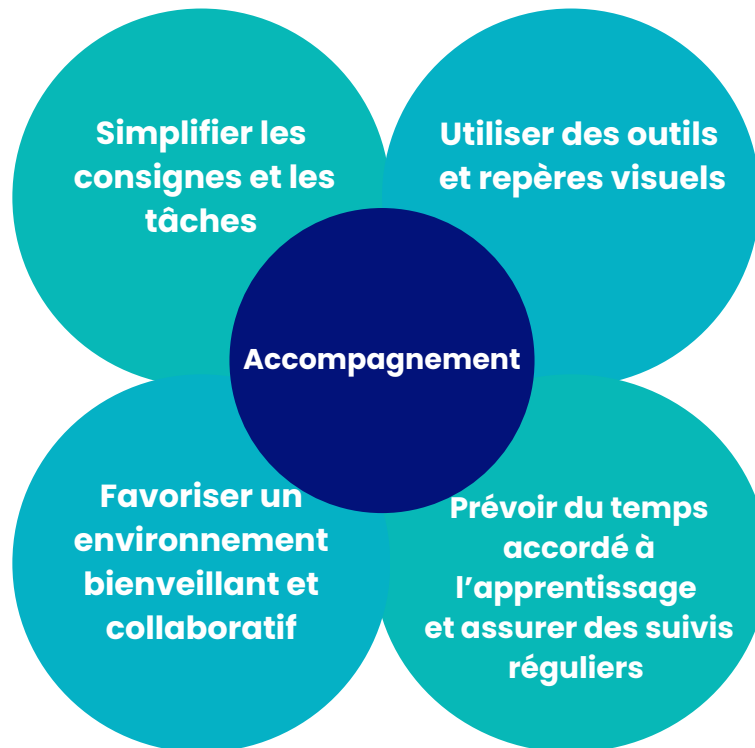 Simplifier les
consignes et les
tâches
Utiliser des outils
et repères visuels
Accompagnement
Favoriser un
environnement
bienveillant et
collaboratif
Prévoir du temps
accordé à
l’apprentissage
et assurer des suivis
réguliers